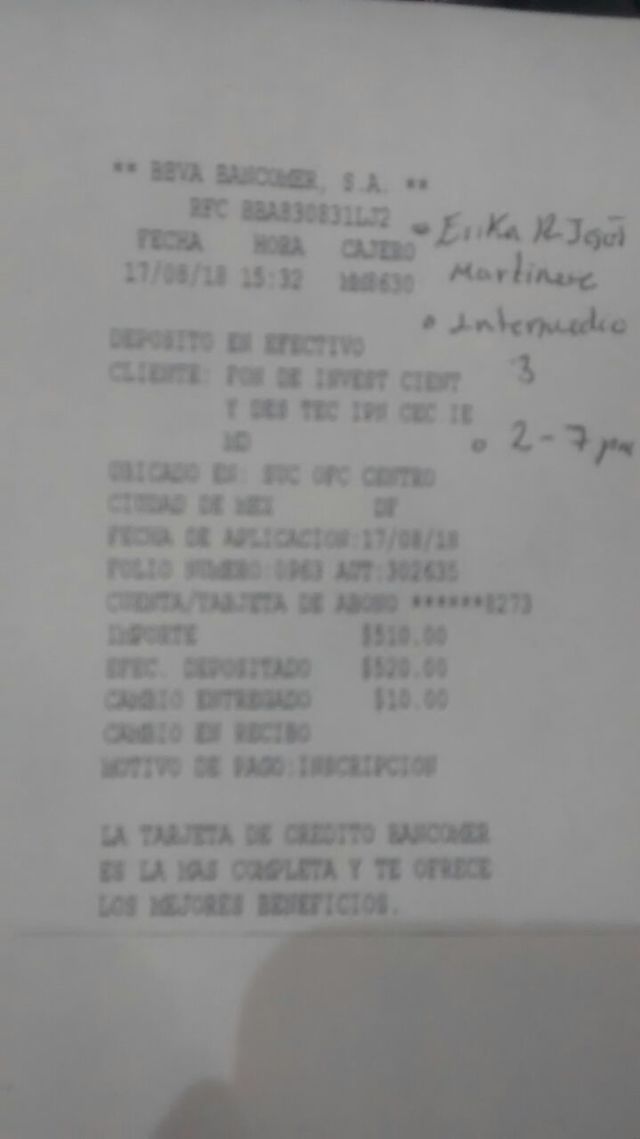 ** BBVA BANCOMER, S.A. **
RFC BBA830831LJ2
FECHA HORA CAJERO
17/08/18 15:32
DEPOSITO EN EFECTIVO
CLIENTE: FON DE INVEST CIENT
Y DES TEC IPN CEC IE
MD
UBICADO EN: SUC OFC CENTRO
CIUDAD DE MEX DF
FECHA DE APLICACION:17/08/18
FOLIO NUMERO:0963 AUT:302635
CUENTA/TARJETA DE ABONO ******8273
IMPORTE $510.00
EFEC. DEPOSITADO $520.00
CAMBIO ENTREGADO $10.00
CAMBIO EN RECIBO
MOTIVO DE PAGO:INSCRIPCION
LA TARJETA DE CREDITO BANCOMER
ES LA MAS COMPLETA Y TE OFRECE
LOS MEJORES BENEFICIOS.
Erika
Martinez
Intermedio
3
2-7 pm